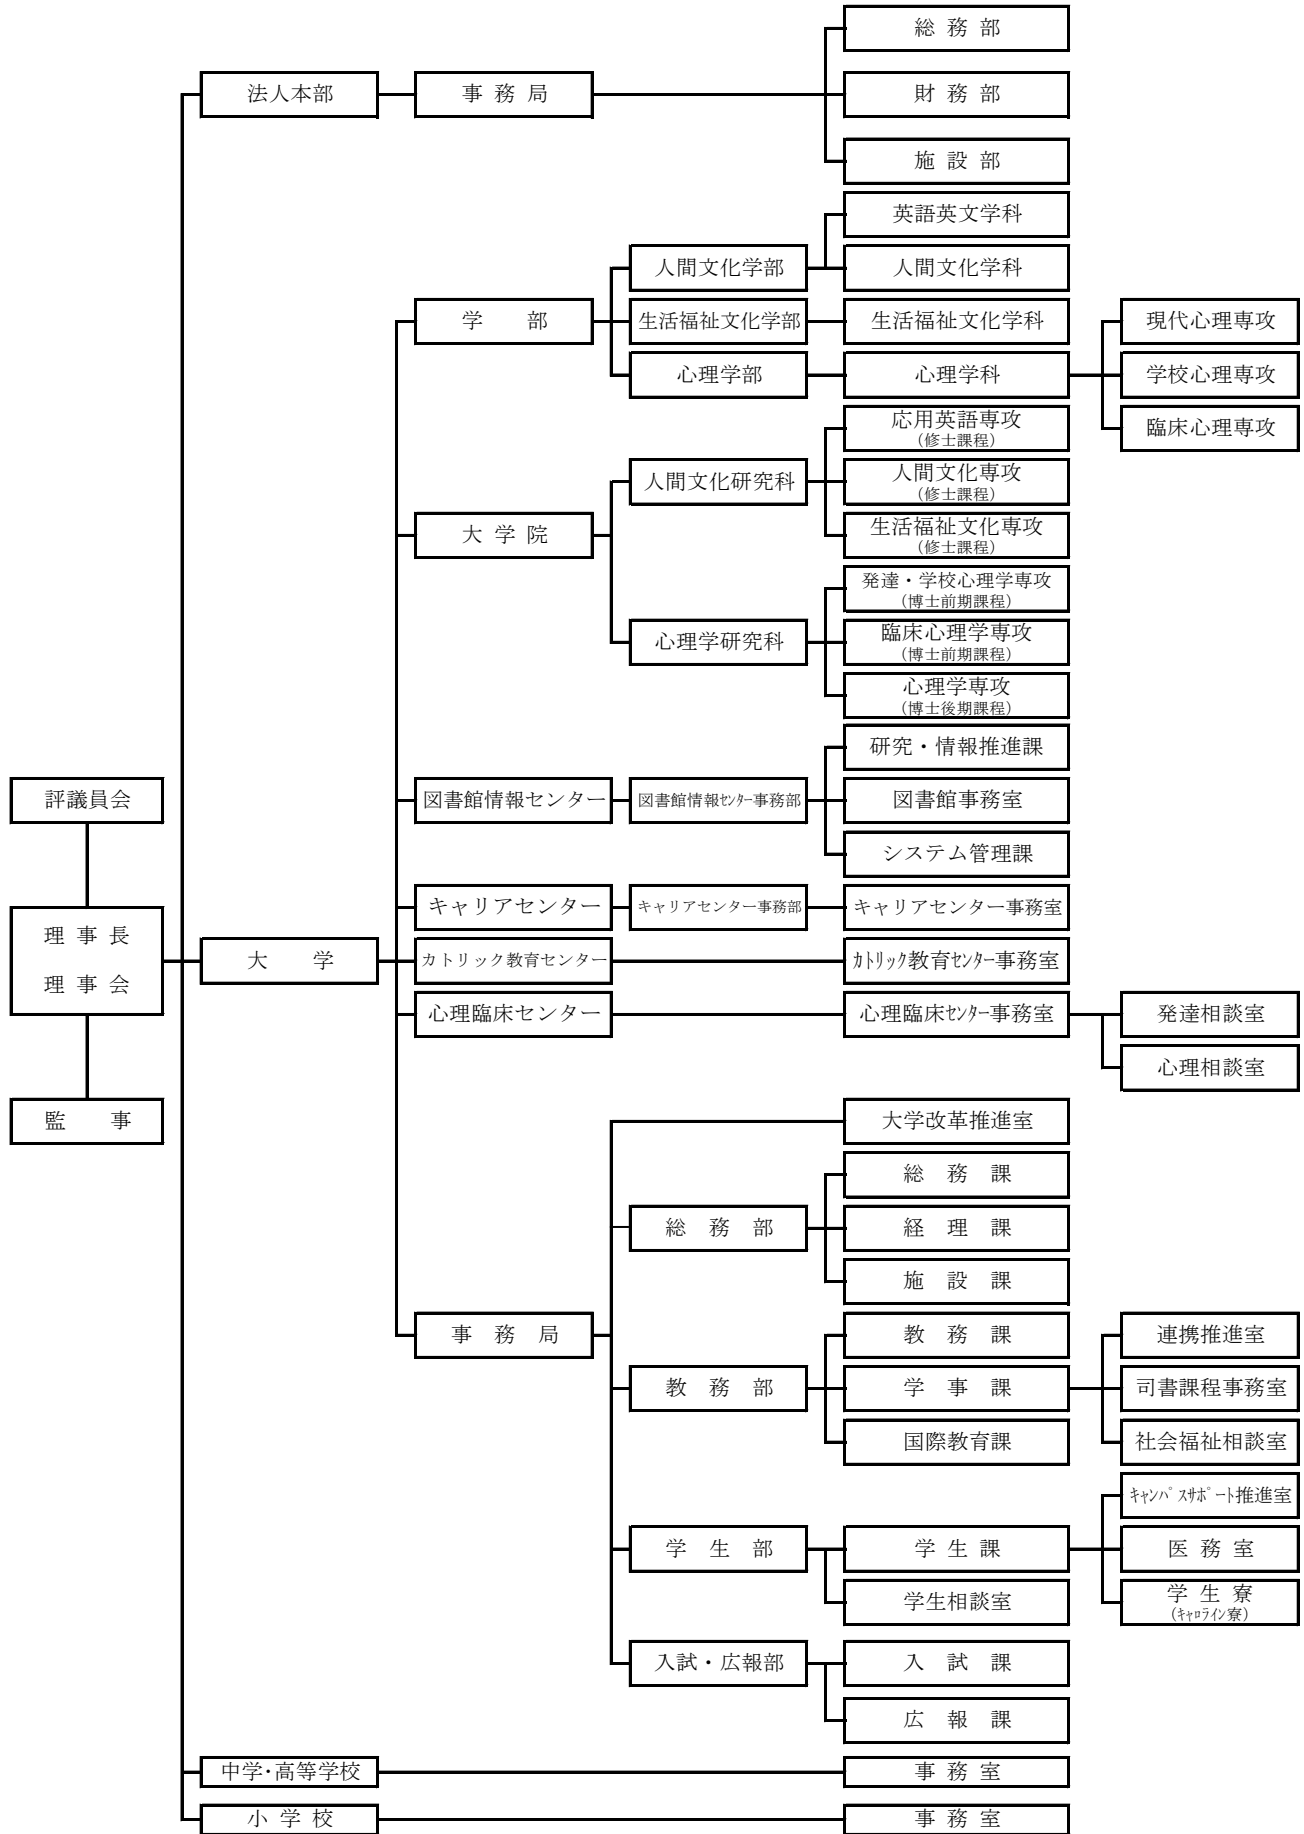 総務部
法人本部
事務局
財務部
施設部
英語英文学科
人間文化学部
人間文化学科
学部
生活福祉文化学部
生活福祉文化学科
現代心理専攻
心理学部
心理学科
学校心理専攻
臨床心理専攻
応用英語専攻
(修士課程)
人間文化研究科
人間文化専攻
(修士課程)
大学院
生活福祉文化専攻
(修士課程)
発達・学校心理学専攻
(博士前期課程)
心理学研究科
臨床心理学専攻
(博士前期課程)
心理学専攻
(博士後期課程)
研究・情報推進課
評議員会
図書館情報センター
図書館情報センター事務部
図書館事務室
システム管理課
キャリアセンター
キャリアセンター事務部
キャリアセンター事務室
理事長
理事会
大学
カトリック教育センター
カトリック教育センター事務室
心理臨床センター
心理臨床センター事務室
発達相談室
心理相談室
監事
大学改革推進室
総務課
総務部
経理課
施設課
事務局
教務課
連携推進室
教務部
学事課
司書課程事務室
国際教育課
社会福祉相談室
キャンパスサポート推進室
学生部
学生課
医務室
学生相談室
学生寮
(キャロライン寮)
入試・広報部
入試課
広報課
中学・高等学校
事務室
小学校
事務室